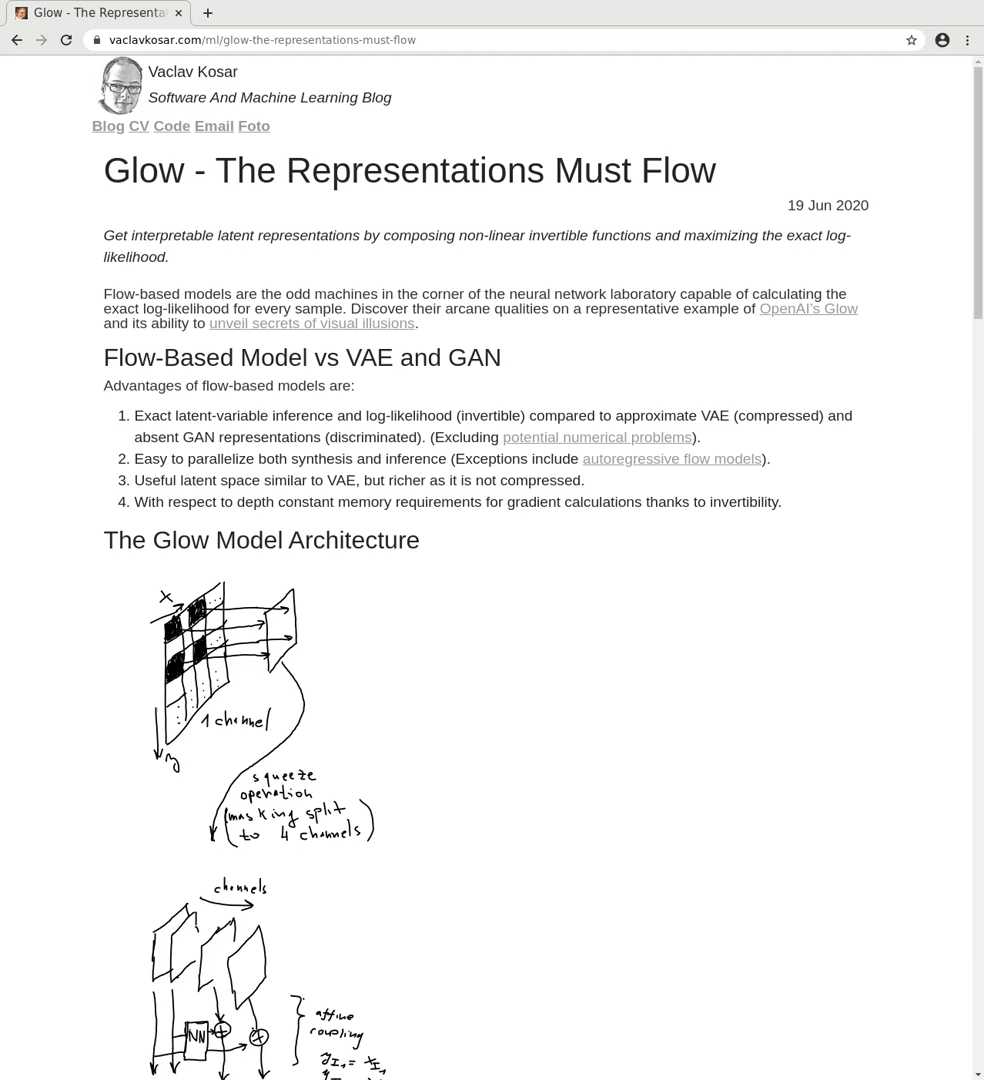 Glow - The Representa
vaclavkosar.com/ml/glow-the-representations-must-flow
Vaclav Kosar
Software And Machine Learning Blog
Blog CV Code Email Foto
Glow - The Representations Must Flow
19 Jun 2020
Get interpretable latent representations by composing non-linear invertible functions and maximizing the exact log-
likelihood.
Flow-based models are the odd machines in the corner of the neural network laboratory capable of calculating the
exact log-likelihood for every sample. Discover their arcane qualities on a representative example of OpenAI's Glow
and its ability to unveil secrets of visual illusions.
Flow-Based Model vs VAE and GAN
Advantages of flow-based models are:
1. Exact latent-variable inference and log-likelihood (invertible) compared to approximate VAE (compressed) and
absent GAN representations (discriminated). (Excluding potential numerical problems).
2. Easy to parallelize both synthesis and inference (Exceptions include autoregressive flow models).
3. Useful latent space similar to VAE, but richer as it is not compressed.
4. With respect to depth constant memory requirements for gradient calculations thanks to invertibility.
The Glow Model Architecture
x
1 channel
y
squeeze
operation
(masking split
to 4 channels)
channels
NN + x
affine
coupling